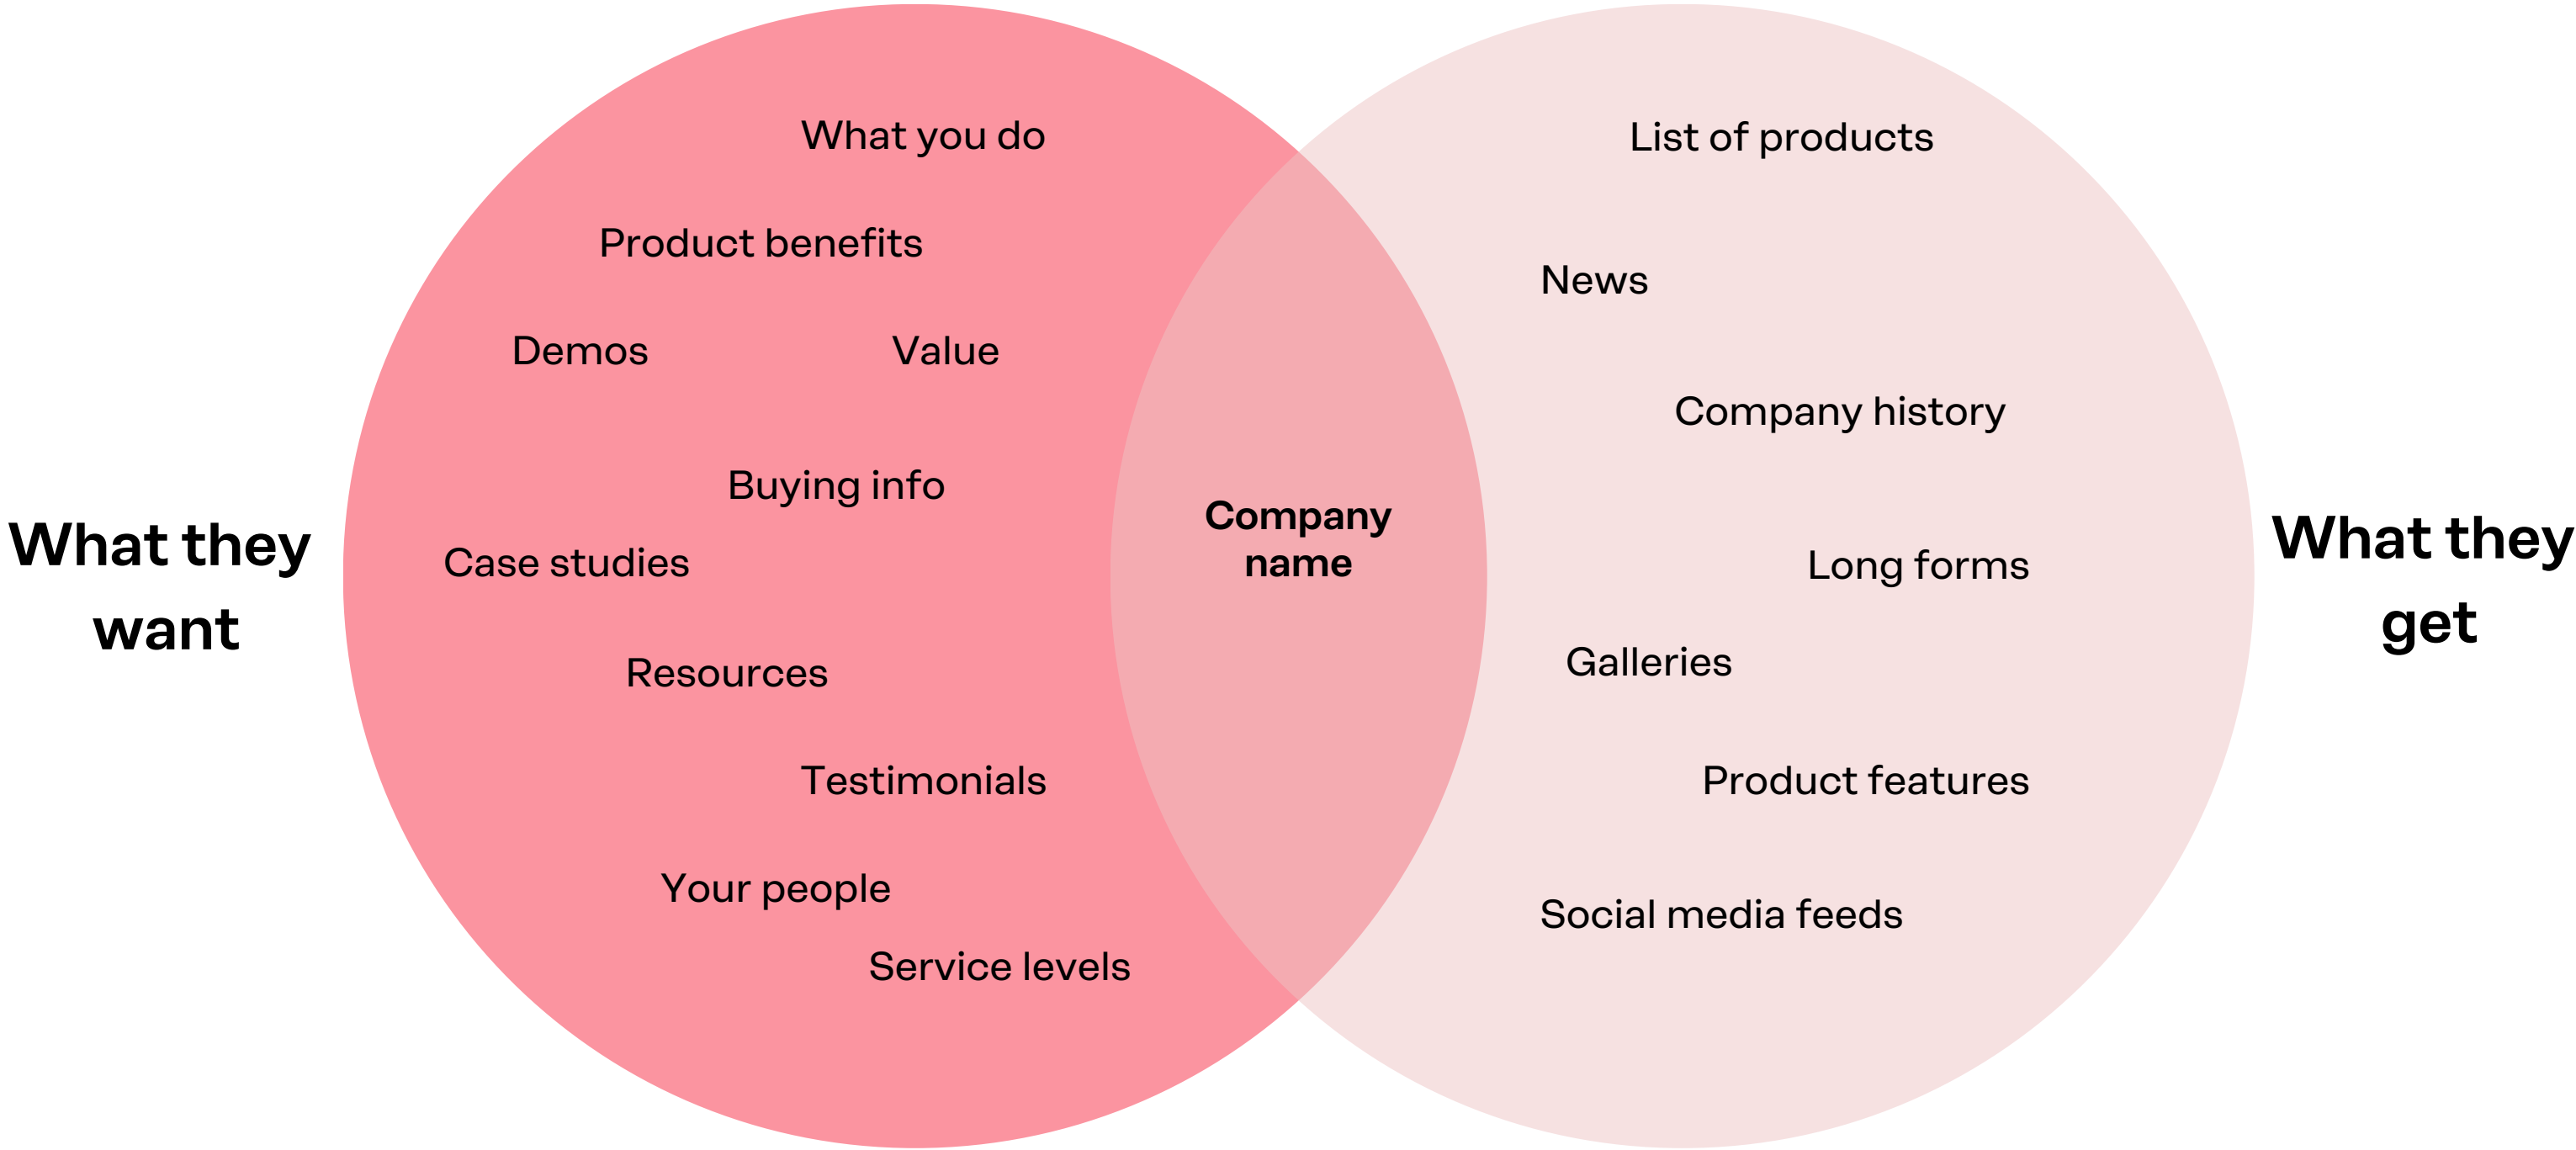 What they
want
What you do
Product benefits
Demos
Value
Buying info
Case studies
Resources
Testimonials
Your people
Service levels
Company
name
List of products
News
Company history
Long forms
Galleries
Product features
Social media feeds
What they
get